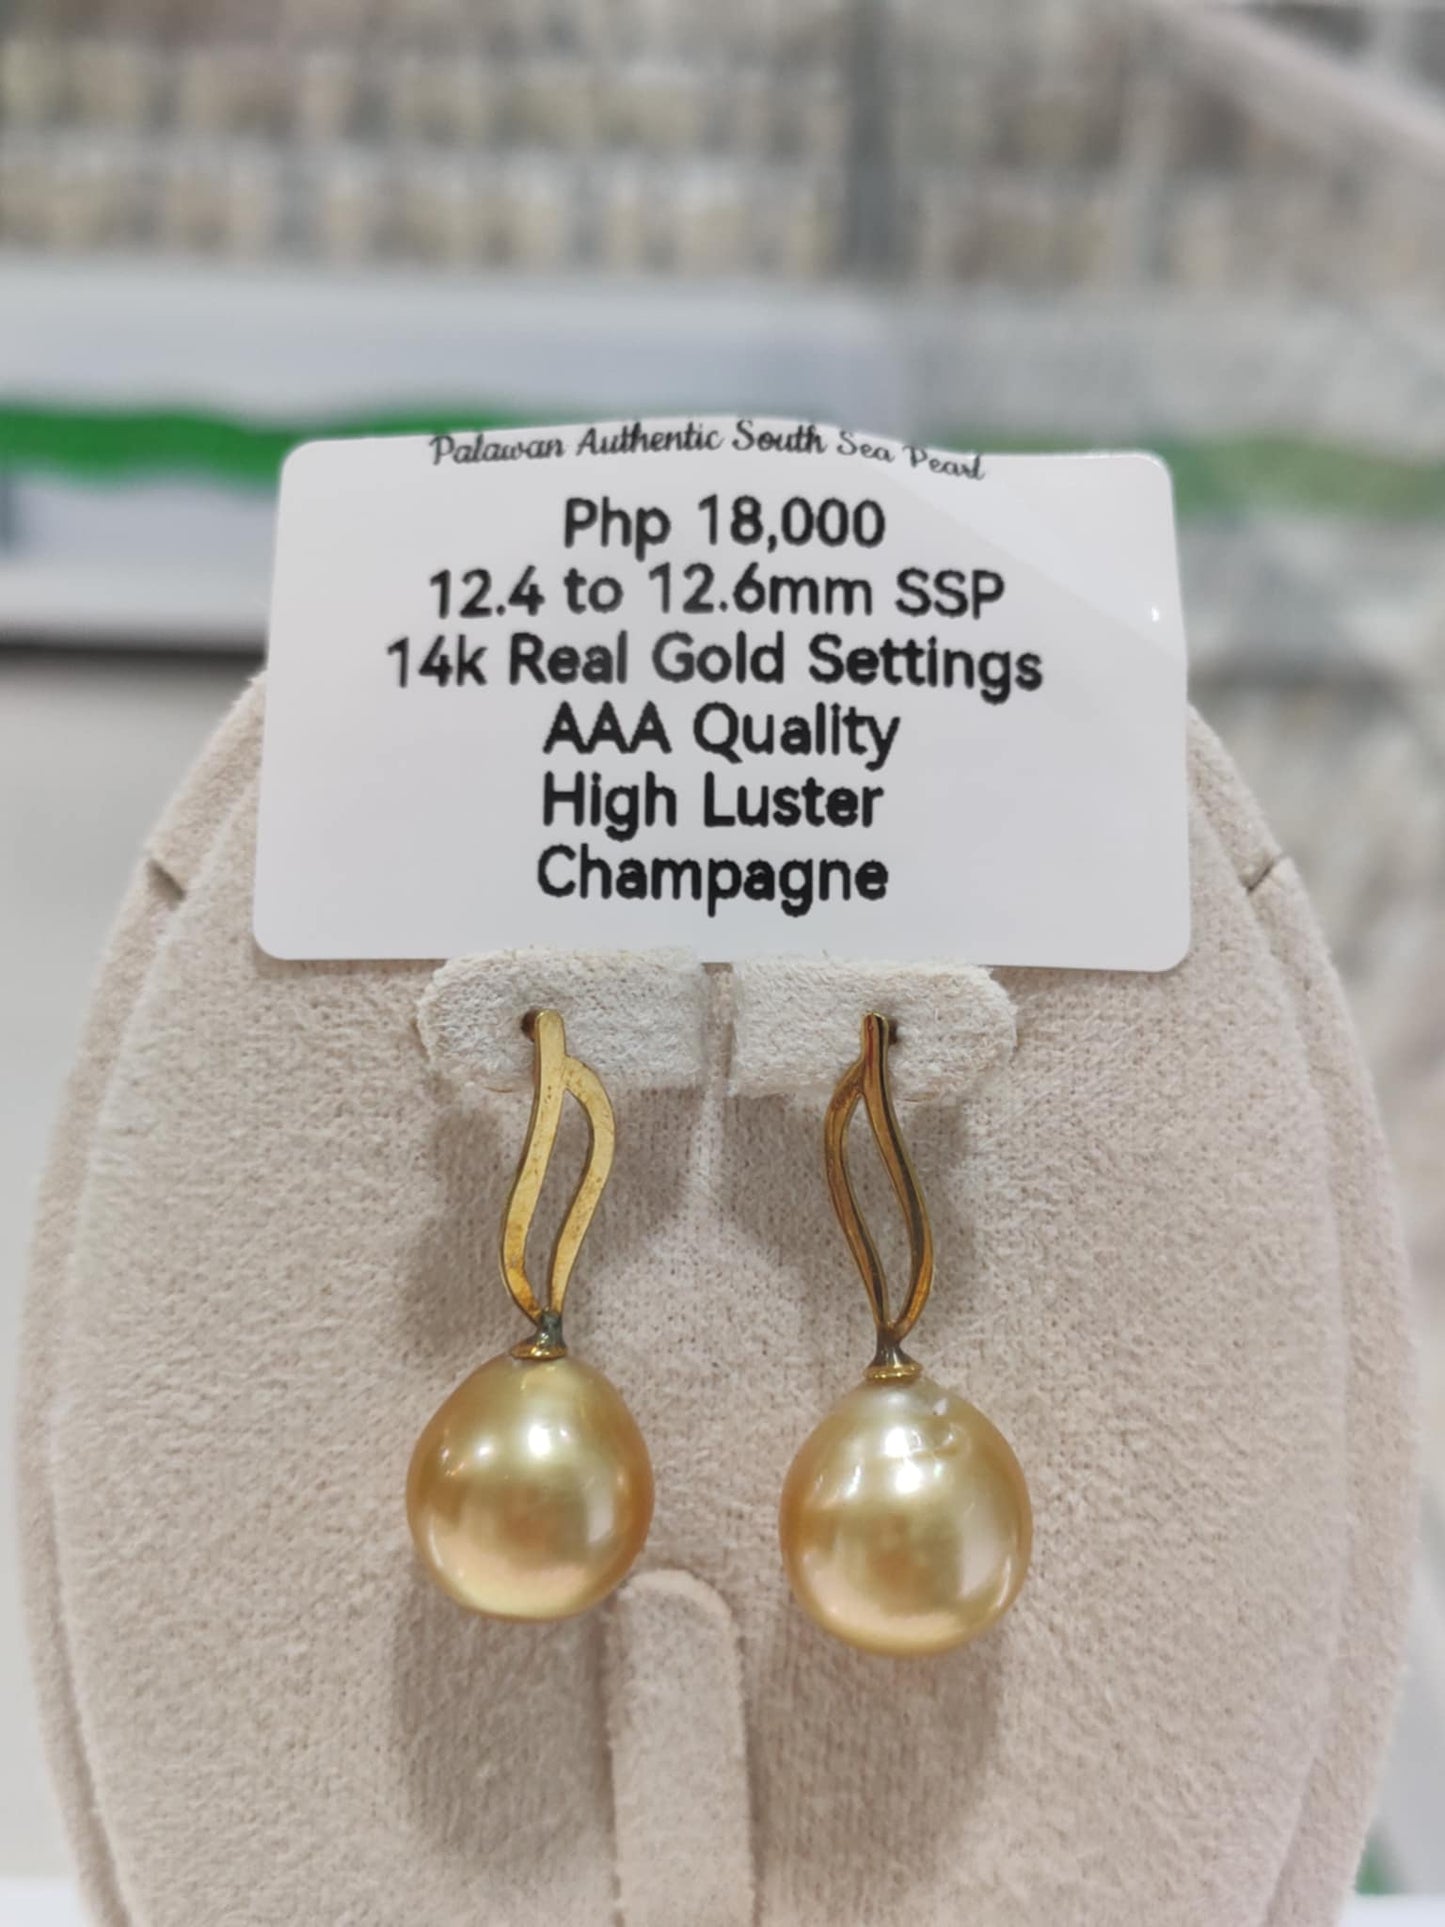 Palawan Authentic South Sea Pearl
Php 18,000
12.4 to 12.6mm SSP
14k Real Gold Settings
AAA Quality
High Luster
Champagne